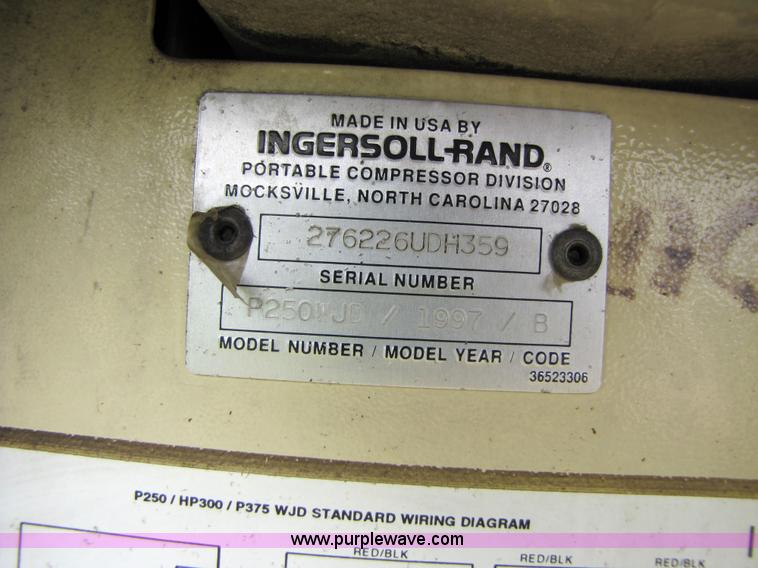 MADE IN USA BY
INGERSOLL-RAND®
PORTABLE COMPRESSOR DIVISION
MOCKSVILLE, NORTH CAROLINA 27028
276226UDH359
SERIAL NUMBER
P250WJD / 1997 / B
MODEL NUMBER / MODEL YEAR / CODE
36523306
P250 / HP300 / P375 WJD STANDARD WIRING DIAGRAM
www.purplewave.com
RED/BLK RED/BLK RED/BLK